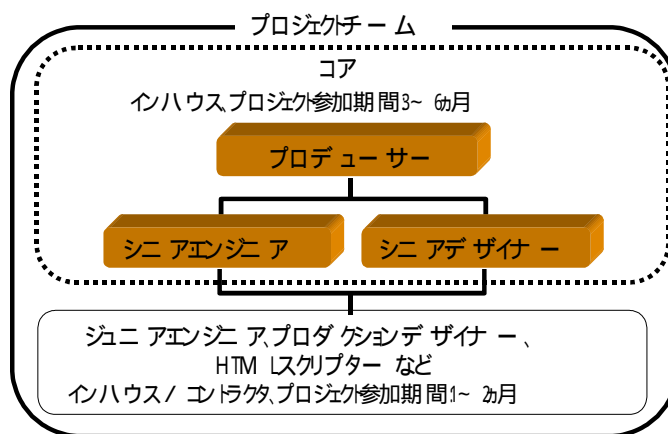 プロジェクトチーム
コア
インハウス、プロジェクト参加期間3~ 6ヵ月
プロデューサー
シニアエンジニア
シニアデザイナー
ジュニアエンジニア、プロダクションデザイナー、
HTMLスクリプターなど
インハウス/ コントラクタ、プロジェクト参加期間:1~ 2ヵ月